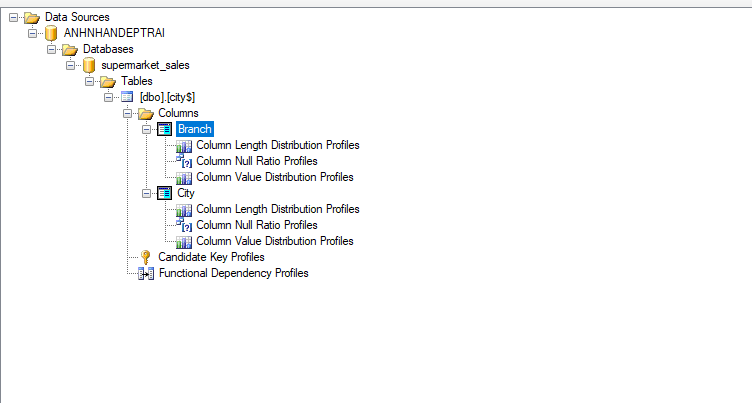 Data Sources
ANHNHANDEPTRAI
Databases
supermarket_sales
Tables
[dbo].[city$]
Columns
Branch
Column Length Distribution Profiles
Column Null Ratio Profiles
Column Value Distribution Profiles
City
Column Length Distribution Profiles
Column Null Ratio Profiles
Column Value Distribution Profiles
Candidate Key Profiles
Functional Dependency Profiles